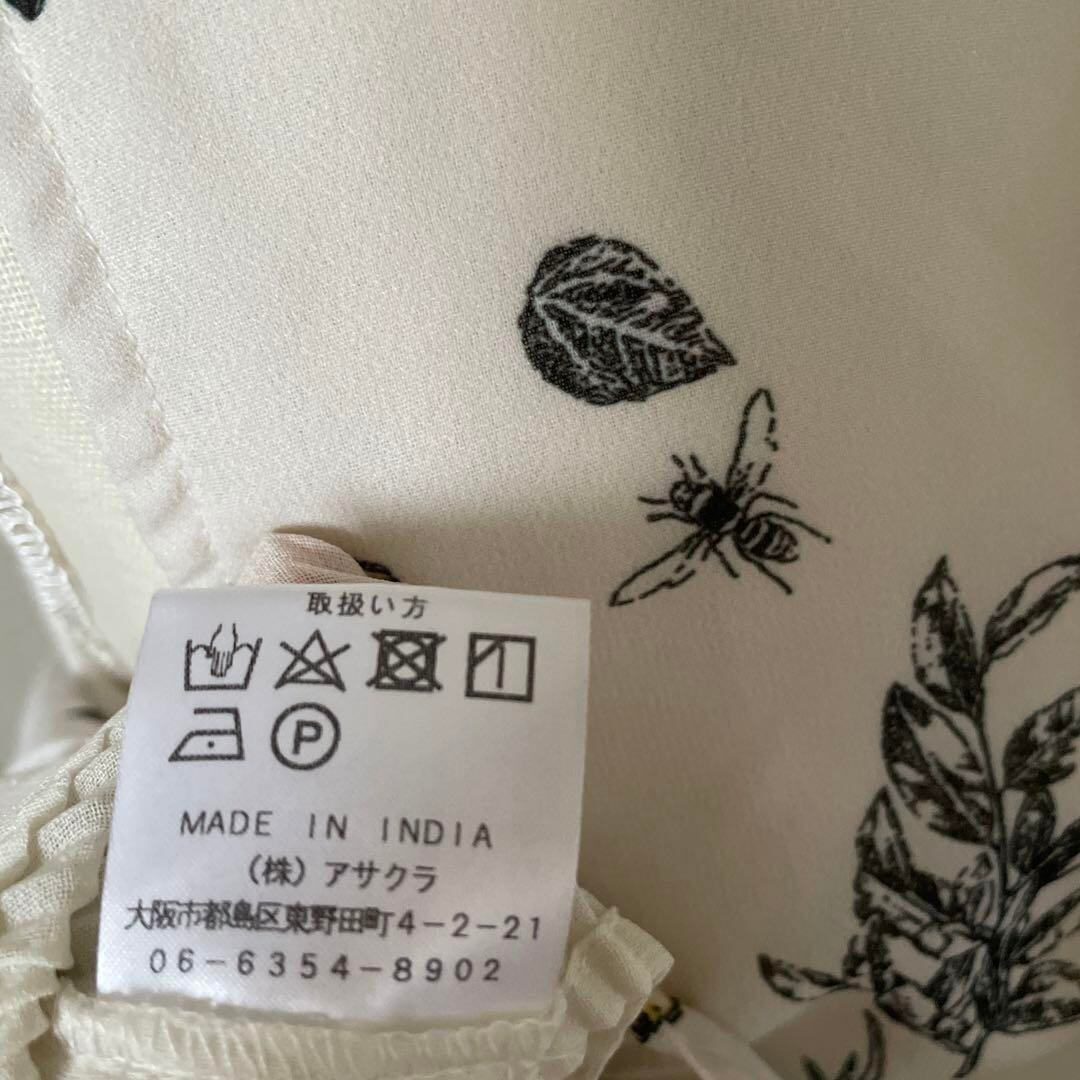 取扱い方
P
MADE IN INDIA
(株)アサクラ
大阪市都島区東野田町4-2-21
06-6354-8902